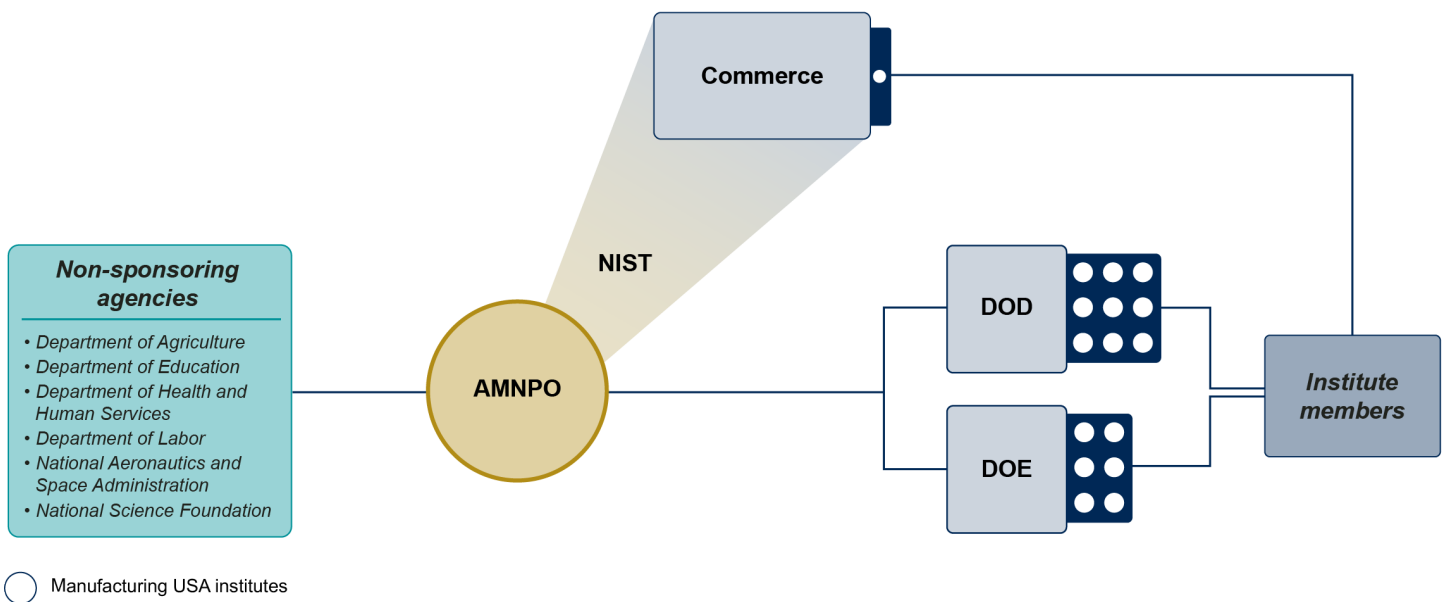 Commerce
NIST
Non-sponsoring
agencies
• Department of Agriculture
• Department of Education
• Department of Health and
Human Services
• Department of Labor
• National Aeronautics and
Space Administration
• National Science Foundation
AMNPO
DOD
DOE
Institute
members
Manufacturing USA institutes